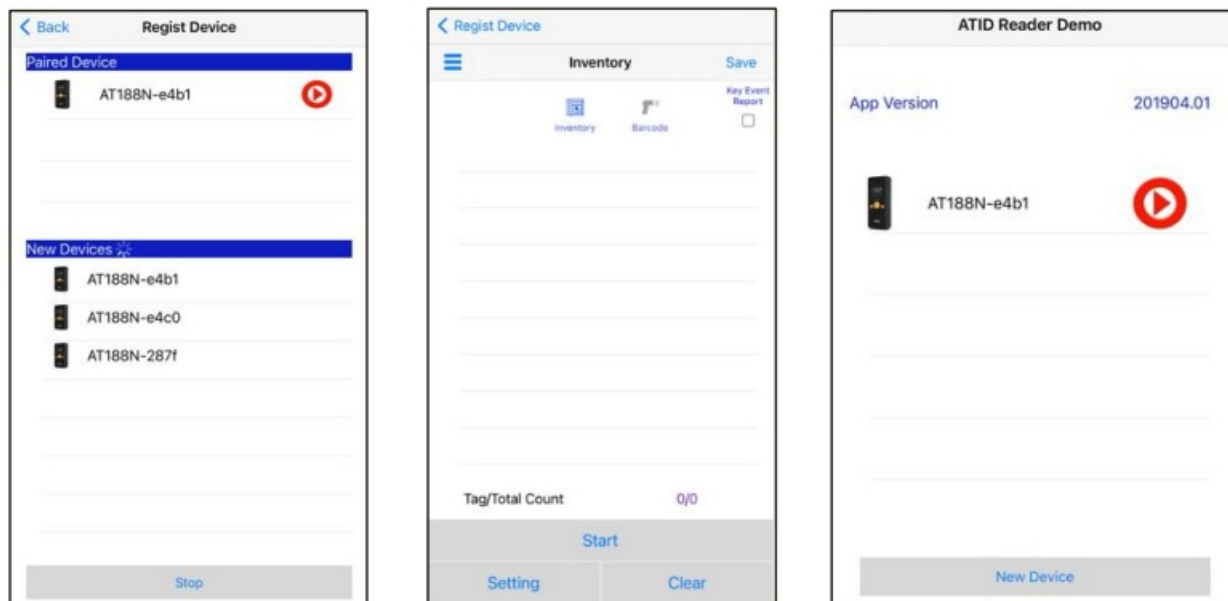 Back Regist Device
Paired Device
AT188N-e4b1
New Devices
AT188N-e4b1
AT188N-e4c0
AT188N-287f
Stop
Regist Device
Inventory Save
Key Event
Report
Inventory Barcode
Tag/Total Count 0/0
Start
Setting Clear
ATID Reader Demo
App Version 201904.01
AT188N-e4b1
New Device